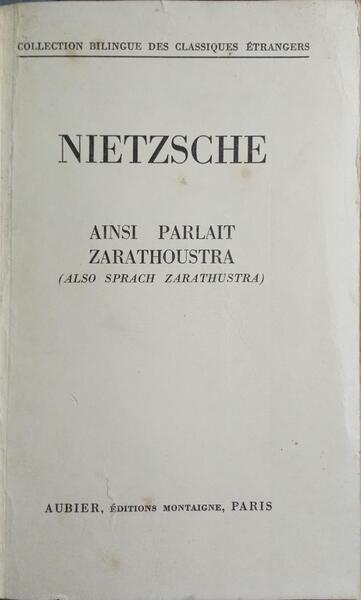 COLLECTION BILINGUE DES CLASSIQUES ÉTRANGERS
NIETZSCHE
AINSI PARLAIT
ZARATHOUSTRA
(ALSO SPRACH ZARATHUSTRA)
AUBIER, ÉDITIONS MONTAIGNE, PARIS